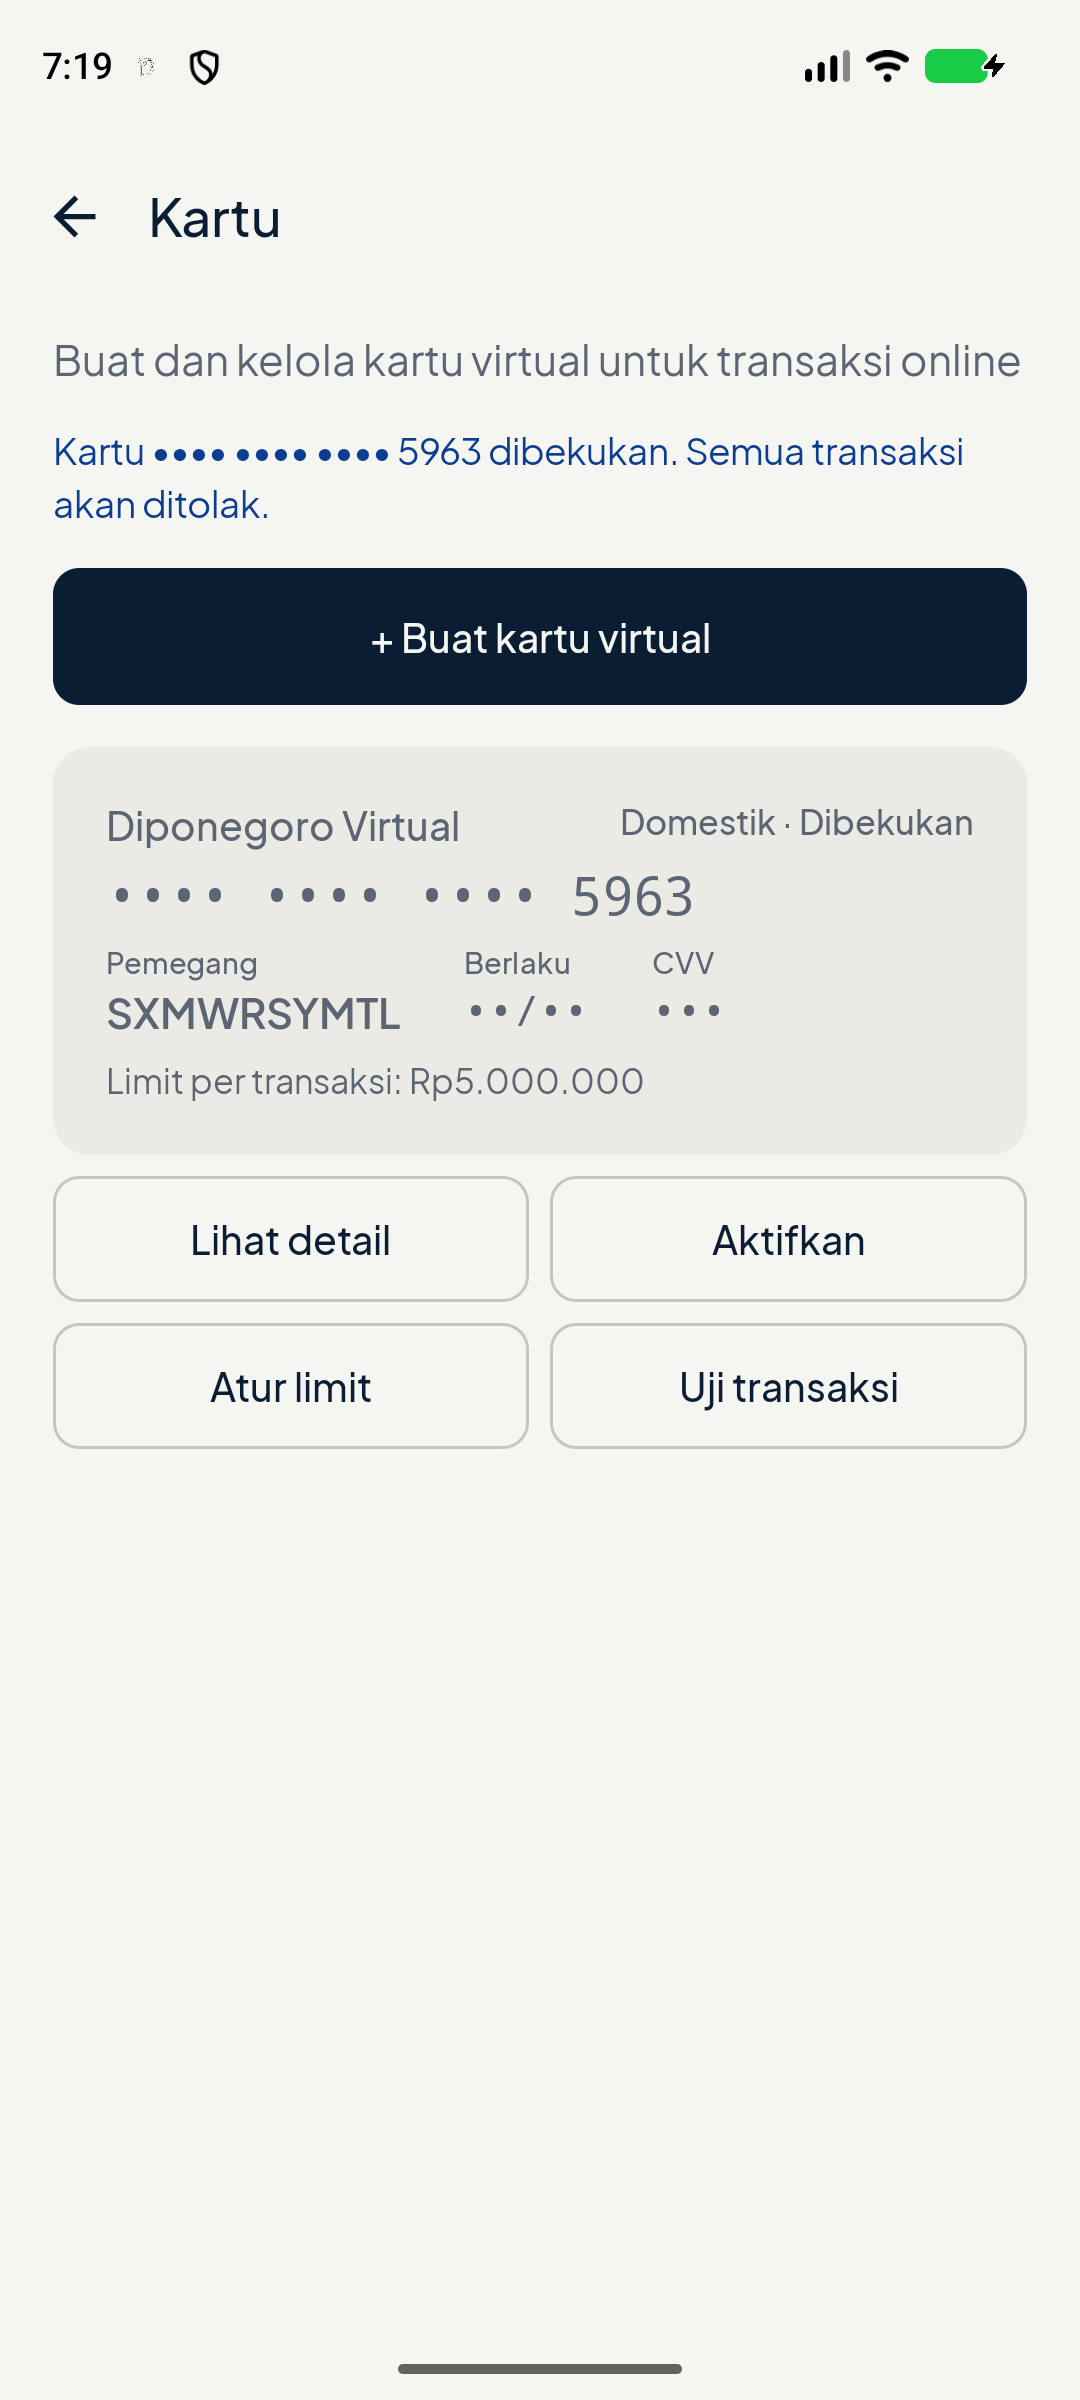 7:19
Kartu
Buat dan kelola kartu virtual untuk transaksi online
Kartu •••• •••• •••• 5963 dibekukan. Semua transaksi
akan ditolak.
+ Buat kartu virtual
Diponegoro Virtual
Domestik · Dibekukan
•••• •••• •••• 5963
Pemegang Berlaku CVV
SXMWRSYMTL ••/•• •••
Limit per transaksi: Rp5.000.000
Lihat detail
Aktifkan
Atur limit
Uji transaksi